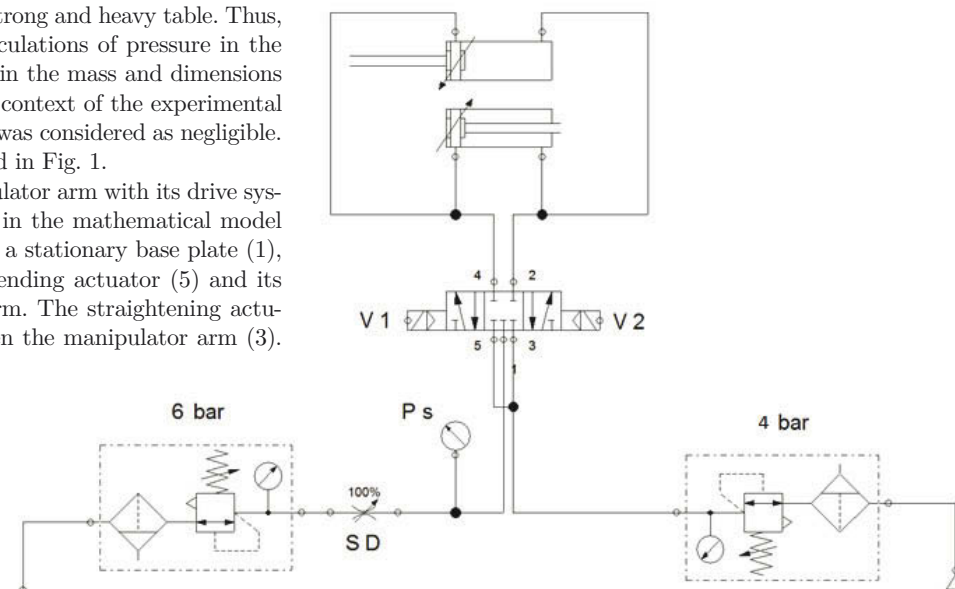 strong and heavy table. Thus,
culations of pressure in the
in the mass and dimensions
context of the experimental
was considered as negligible.
d in Fig. 1.
ulator arm with its drive sys-
in the mathematical model
a stationary base plate (1),
ending actuator (5) and its
rm. The straightening actu-
n the manipulator arm (3).
4 2
V 1 V 2
5 3
1
6 bar
P s
4 bar
100%
S D